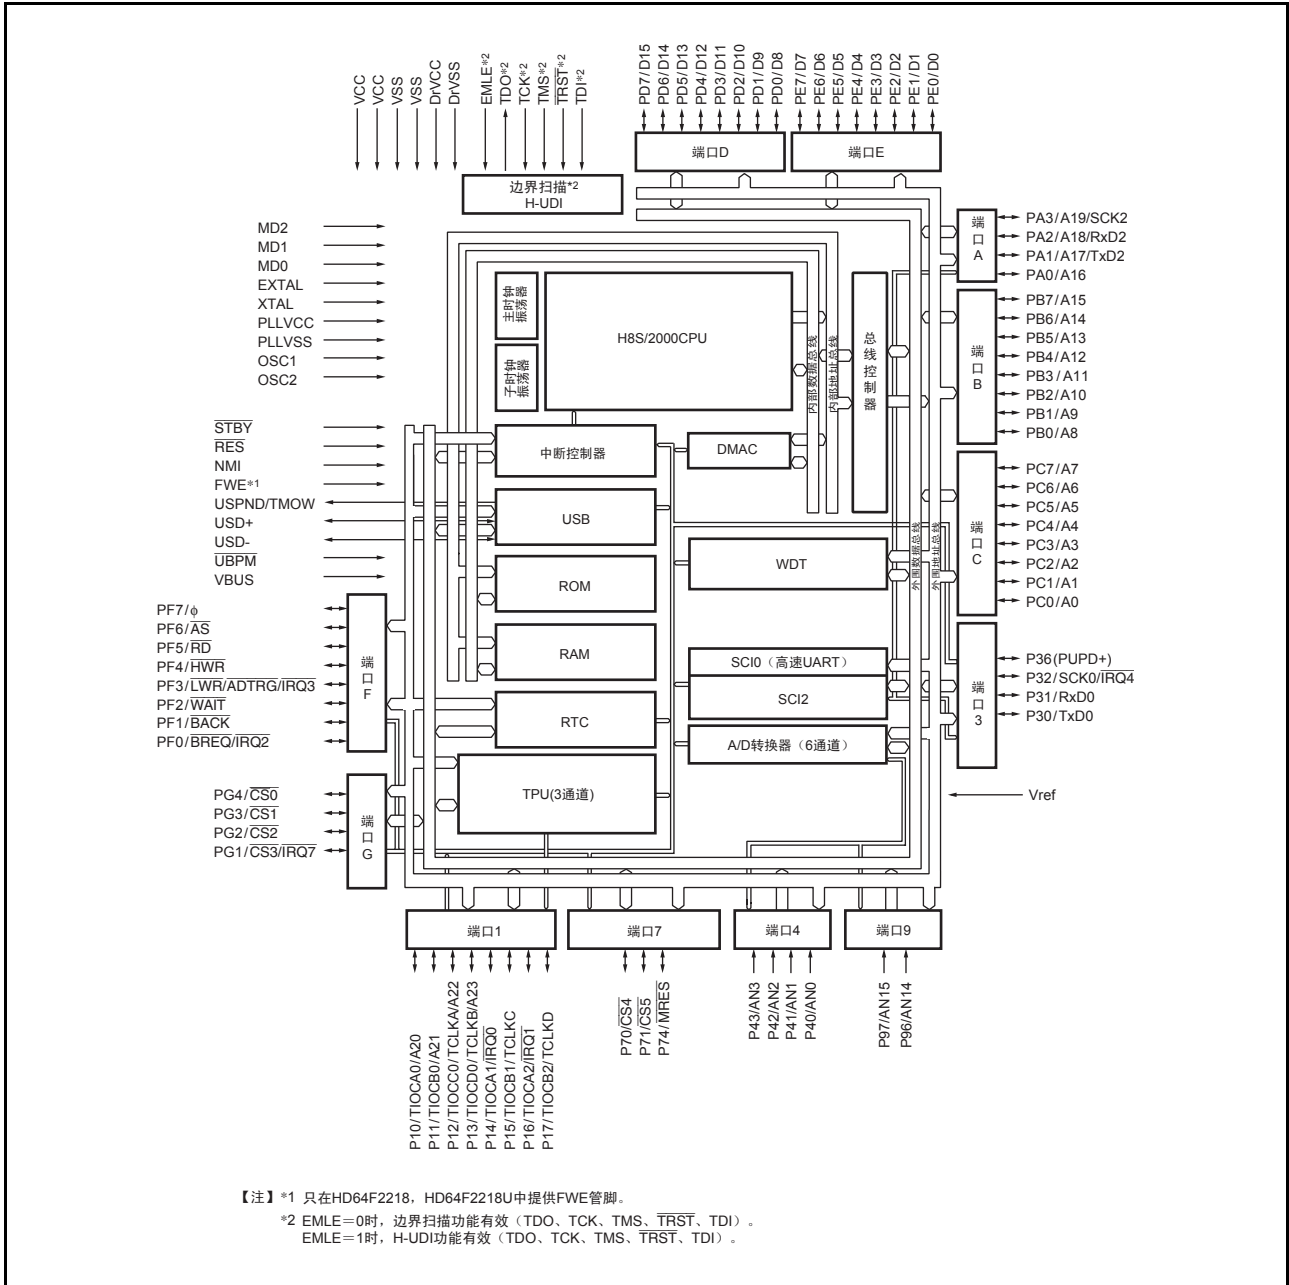 VCC
VCC
VSS
VSS
DrVCC
DrVSS
EMLE*2
TDO*2
TCK*2
TMS*2
TRST*2
TDI*2
PD7/D15
PD6/D14
PD5/D13
PD4/D12
PD3/D11
PD2/D10
PD1/D9
PD0/D8
PE7/D7
PE6/D6
PE5/D5
PE4/D4
PE3/D3
PE2/D2
PE1/D1
PE0/D0
端口D
端口E
边界扫描*2
H-UDI
MD2
MD1
MD0
EXTAL
XTAL
PLLVCC
PLLVSS
OSC1
OSC2
STBY
RES
NMI
FWE*1
USPND/TMOW
USD+
USD-
UBPM
VBUS
主时钟
振荡器
子时钟
振荡器
H8S/2000CPU
内部数据总线
内部地址总线
总线控制器
中断控制器
DMAC
USB
ROM
RAM
RTC
TPU(3通道)
WDT
SCI0（高速UART）
SCI2
A/D转换器（6通道）
外围数据总线
外围地址总线
端口A
PA3/A19/SCK2
PA2/A18/RxD2
PA1/A17/TxD2
PA0/A16
端口B
PB7/A15
PB6/A14
PB5/A13
PB4/A12
PB3/A11
PB2/A10
PB1/A9
PB0/A8
端口C
PC7/A7
PC6/A6
PC5/A5
PC4/A4
PC3/A3
PC2/A2
PC1/A1
PC0/A0
端口3
P36(PUPD+)
P32/SCK0/IRQ4
P31/RxD0
P30/TxD0
Vref
PF7/ϕ
PF6/AS
PF5/RD
PF4/HWR
PF3/LWR/ADTRG/IRQ3
PF2/WAIT
PF1/BACK
PF0/BREQ/IRQ2
端口F
PG4/CS0
PG3/CS1
PG2/CS2
PG1/CS3/IRQ7
端口G
端口1
端口7
端口4
端口9
P10/TIOCA0/A20
P11/TIOCB0/A21
P12/TIOCC0/TCLKA/A22
P13/TIOCD0/TCLKB/A23
P14/TIOCA1/IRQ0
P15/TIOCB1/TCLKC
P16/TIOCA2/IRQ1
P17/TIOCB2/TCLKD
P70/CS4
P71/CS5
P74/MRES
P43/AN3
P42/AN2
P41/AN1
P40/AN0
P97/AN15
P96/AN14
【注】*1 只在HD64F2218，HD64F2218U中提供FWE管脚。
*2 EMLE＝0时，边界扫描功能有效（TDO、TCK、TMS、TRST、TDI）。
EMLE＝1时，H-UDI功能有效（TDO、TCK、TMS、TRST、TDI）。